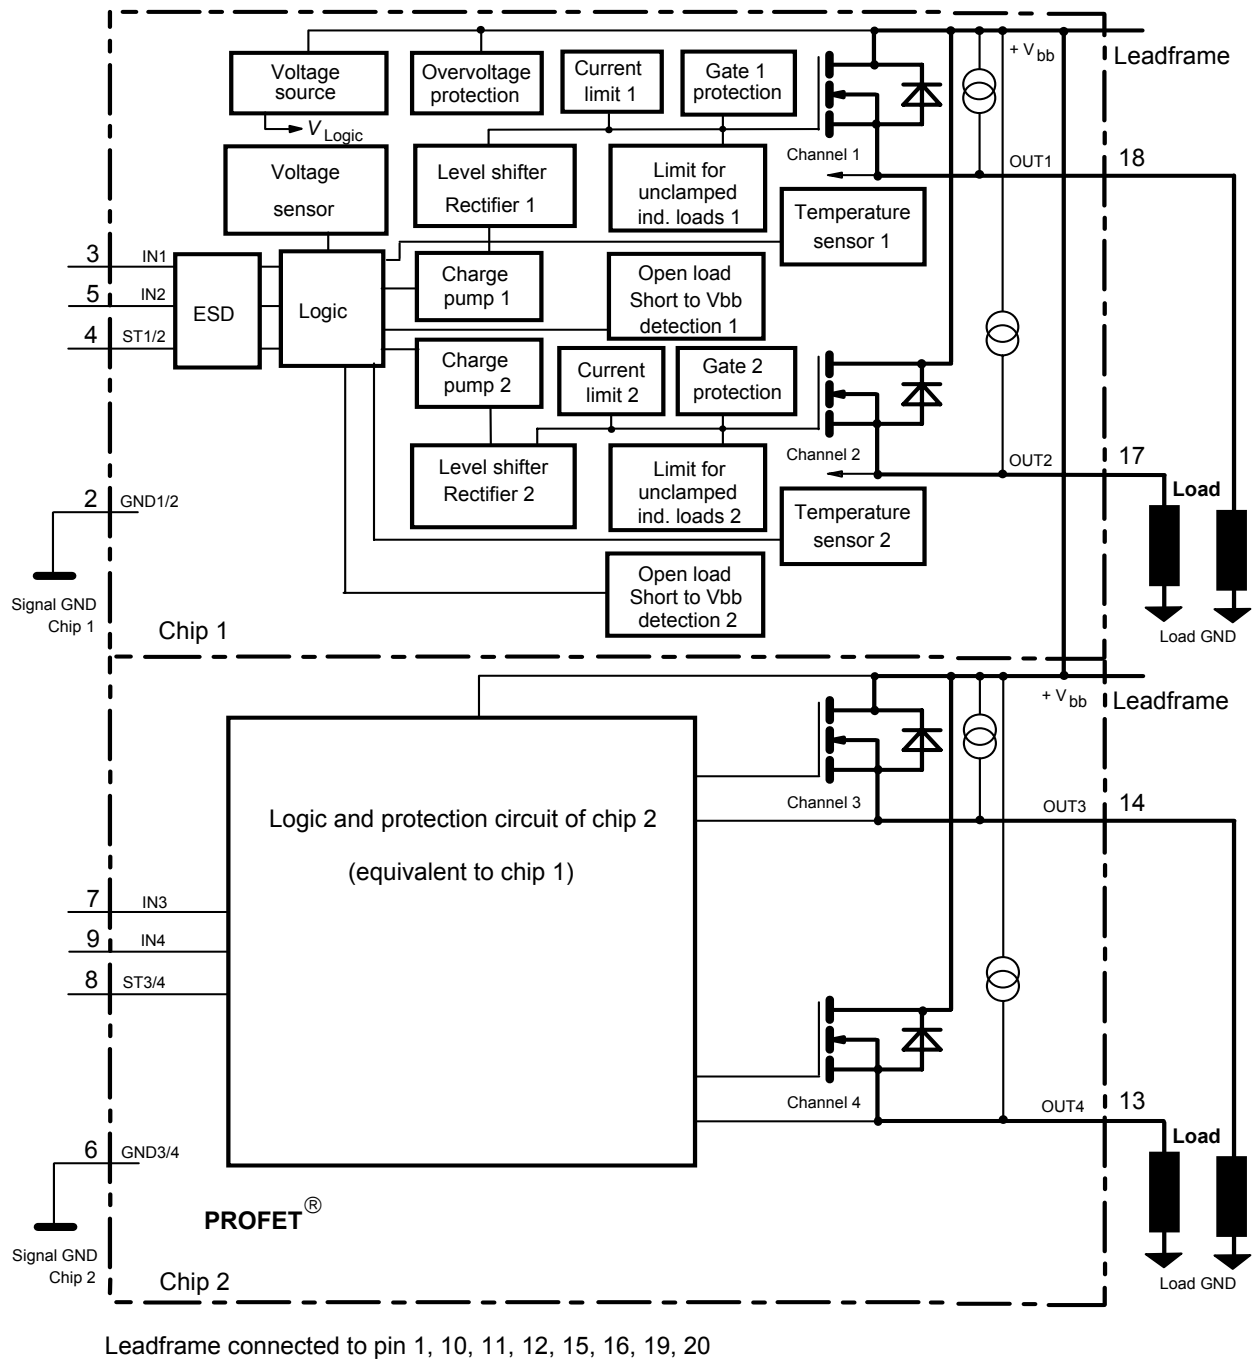 + V bb
Leadframe
Voltage
source
Overvoltage
protection
Current
limit 1
Gate 1
protection
V Logic
Channel 1
OUT1
18
Voltage
sensor
Level shifter
Rectifier 1
Limit for
unclamped
ind. loads 1
Temperature
sensor 1
3
IN1
5
IN2
4
ST1/2
ESD
Logic
Charge
pump 1
Open load
Short to Vbb
detection 1
Charge
pump 2
Current
limit 2
Gate 2
protection
Channel 2
OUT2
17
Level shifter
Rectifier 2
Limit for
unclamped
ind. loads 2
Load
2
GND1/2
Temperature
sensor 2
Signal GND
Chip 1
Open load
Short to Vbb
detection 2
Load GND
Chip 1
+ V bb
Leadframe
Channel 3
OUT3
14
Logic and protection circuit of chip 2
(equivalent to chip 1)
7
IN3
9
IN4
8
ST3/4
Channel 4
OUT4
13
Load
6
GND3/4
PROFET®
Signal GND
Chip 2
Load GND
Chip 2
Leadframe connected to pin 1, 10, 11, 12, 15, 16, 19, 20